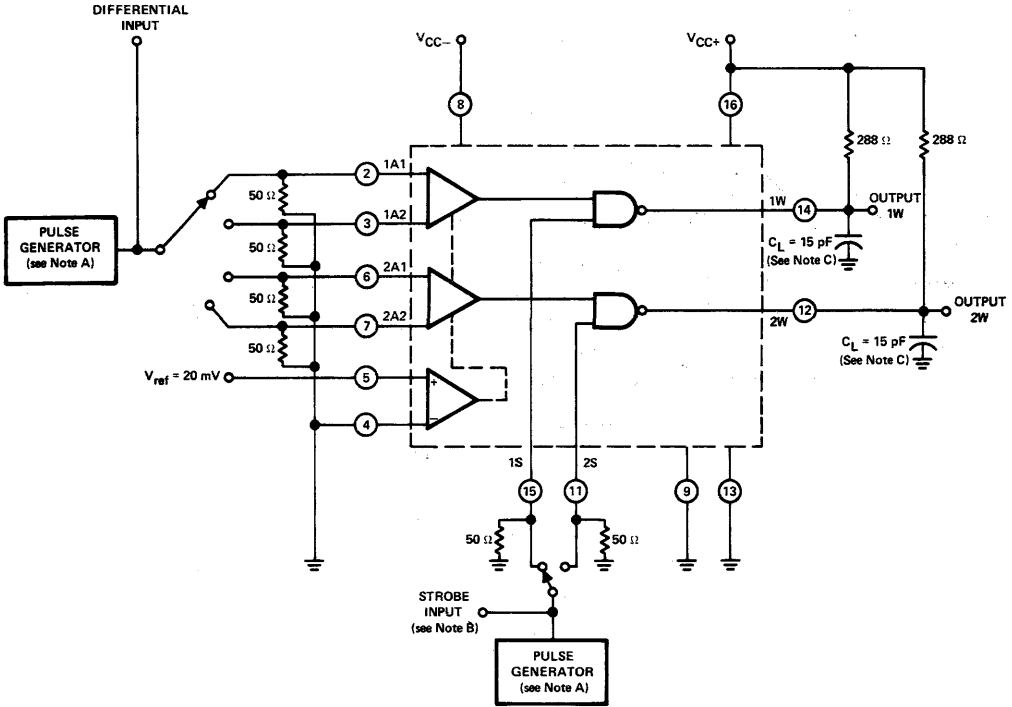 DIFFERENTIAL
INPUT
VCC−
VCC+
8
16
288 Ω
288 Ω
2
1A1
50 Ω
1W
14
OUTPUT
1W
PULSE
GENERATOR
(see Note A)
3
1A2
50 Ω
CL = 15 pF
(See Note C)
6
2A1
50 Ω
12
2W
OUTPUT
2W
7
2A2
50 Ω
CL = 15 pF
(See Note C)
Vref = 20 mV
5
+
4
−
1S
2S
15
11
9
13
50 Ω
50 Ω
STROBE
INPUT
(see Note B)
PULSE
GENERATOR
(see Note A)